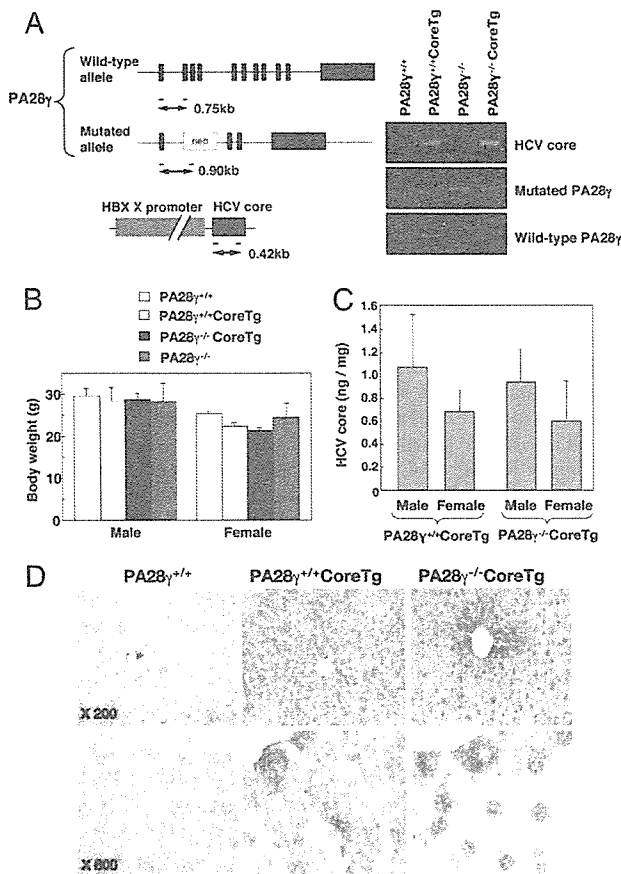 A
Wild-type
allele
PA28γ
0.75kb
Mutated
allele
neo
0.90kb
HBX X promoter HCV core
0.42kb
PA28γ+/+
PA28γ+/+CoreTg
PA28γ-/-
PA28γ-/-CoreTg
HCV core
Mutated PA28γ
Wild-type PA28γ
B
PA28γ+/+
PA28γ+/+CoreTg
PA28γ-/-CoreTg
PA28γ-/-
Body weight (g)
30
20
10
0
Male Female
C
HCV core (ng / mg)
1.6
1.4
1.2
1.0
0.8
0.6
0.4
0.2
0
Male Female Male Female
PA28γ+/+CoreTg PA28γ-/-CoreTg
D
PA28γ+/+ PA28γ+/+CoreTg PA28γ-/-CoreTg
X 200
X 600